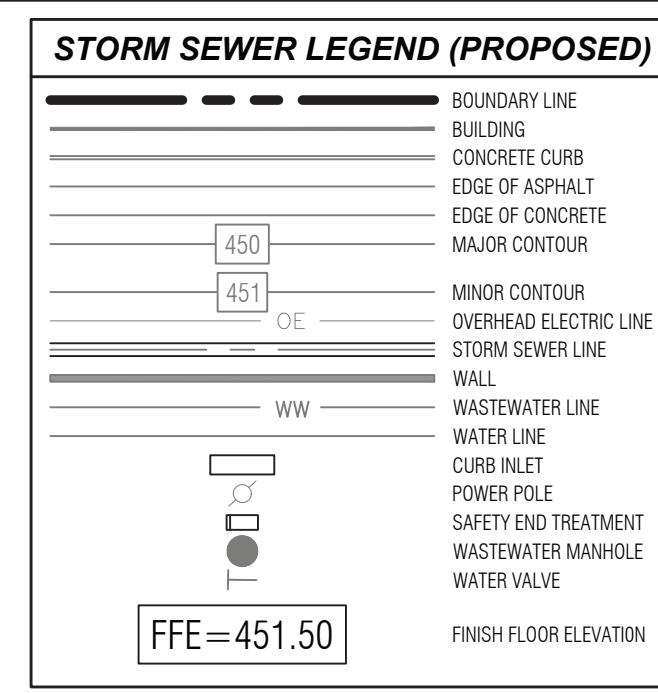 STORM SEWER LEGEND (PROPOSED)
BOUNDARY LINE
BUILDING
CONCRETE CURB
EDGE OF ASPHALT
EDGE OF CONCRETE
450 MAJOR CONTOUR
451 MINOR CONTOUR
OE OVERHEAD ELECTRIC LINE
STORM SEWER LINE
WALL
WW WASTEWATER LINE
WATER LINE
CURB INLET
POWER POLE
SAFETY END TREATMENT
WASTEWATER MANHOLE
WATER VALVE
FFE=451.50 FINISH FLOOR ELEVATION